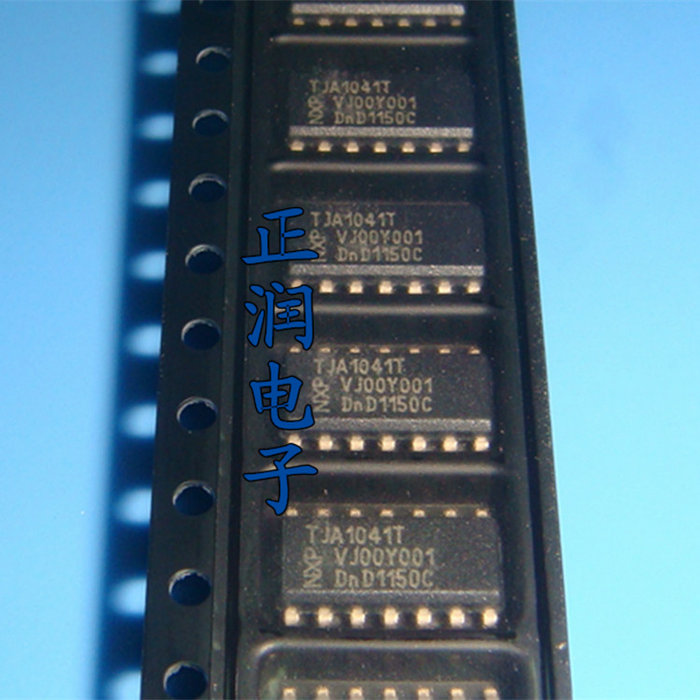 TJA1041T
NXP
VJ00Y001
DnD1150C
TJA1041T
NXP
VJ00Y001
DnD1150C
TJA1041T
NXP
VJ00Y001
DnD1150C
TJA1041T
NXP
VJ00Y001
DnD1150C
正润电子